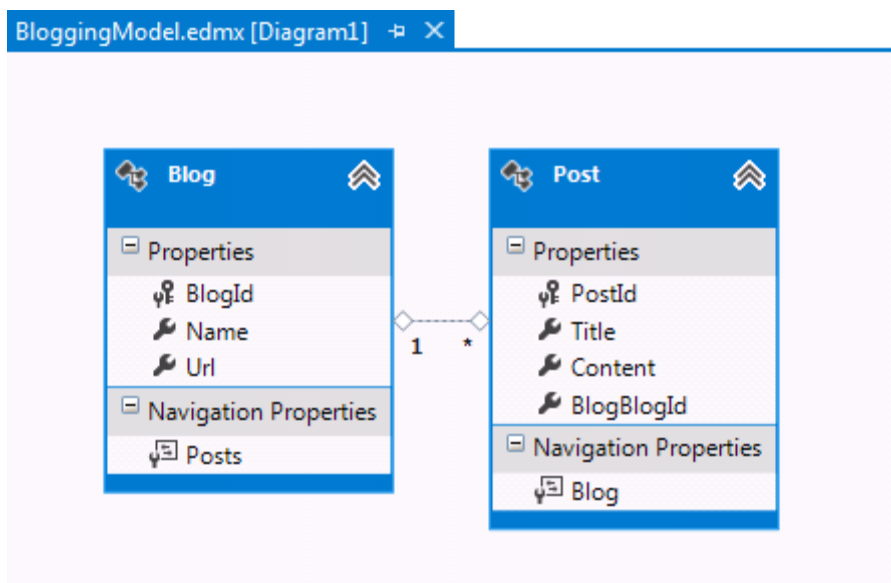 BloggingModel.edmx [Diagram1]
Blog
Properties
BlogId
Name
Url
Navigation Properties
Posts
1 *
Post
Properties
PostId
Title
Content
BlogBlogId
Navigation Properties
Blog